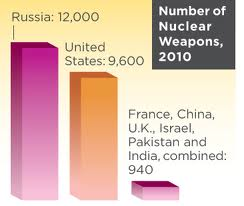 Number of
Nuclear
Weapons,
2010
Russia: 12,000
United
States: 9,600
France, China,
U.K., Israel,
Pakistan and
India, combined:
940